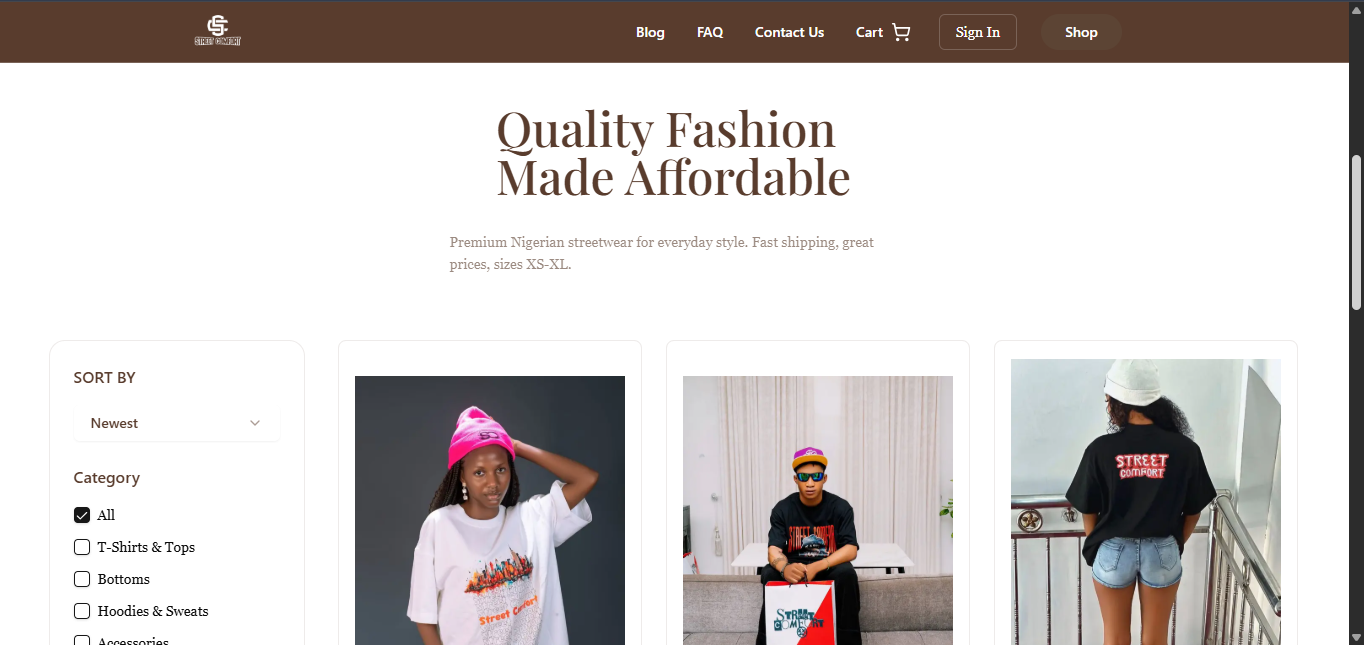 STREET COMFORT
Blog
FAQ
Contact Us
Cart
Sign In
Shop
Quality Fashion
Made Affordable
Premium Nigerian streetwear for everyday style. Fast shipping, great
prices, sizes XS-XL.
SORT BY
Newest
Category
All
T-Shirts & Tops
Bottoms
Hoodies & Sweats
Accessories
Street Comfort
STREET
COMFORT
STREET
COMFORT